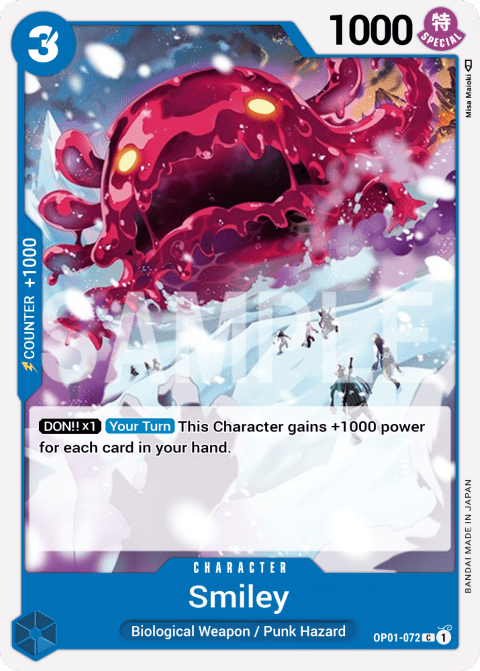 3
1000
特
SPECIAL
Misa Maioki
COUNTER +1000
SAMPLE
DON!!×1 Your Turn This Character gains +1000 power
for each card in your hand.
BANDAI MADE IN JAPAN
CHARACTER
Smiley
Biological Weapon / Punk Hazard
OP01-072 C 1